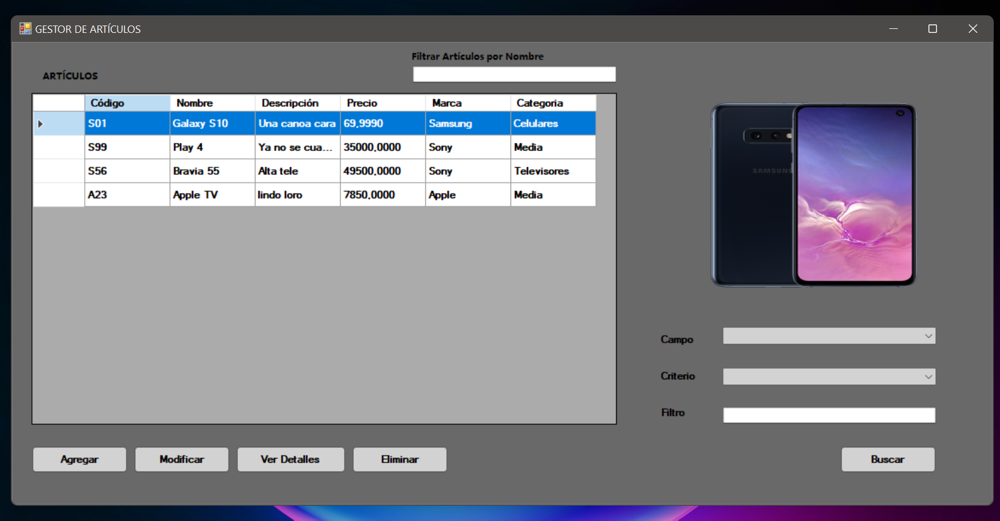 GESTOR DE ARTÍCULOS
Filtrar Artículos por Nombre
ARTÍCULOS
Código Nombre Descripción Precio Marca Categoria
S01 Galaxy S10 Una canoa cara 69,9990 Samsung Celulares
S99 Play 4 Ya no se cua... 35000,0000 Sony Media
S56 Bravia 55 Alta tele 49500,0000 Sony Televisores
A23 Apple TV lindo loro 7850,0000 Apple Media
SAMSUNG
Campo
Criterio
Filtro
Agregar Modificar Ver Detalles Eliminar Buscar